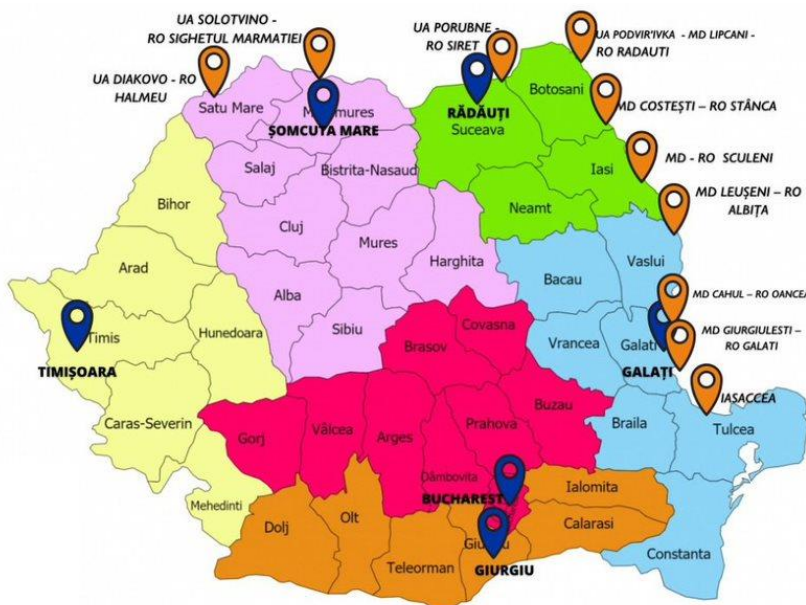 UA SOLOTVINO -
RO SIGHETUL MARMATIEI
UA PORUBNE -
RO SIRET
UA PODVIR'IVKA - MD LIPCANI -
RO RADAUTI
UA DIAKOVO - RO
HALMEU
Satu Mare
ȘOMCUTA MARE
RĂDĂUȚI
Suceava
Botosani
MD COSTEȘTI – RO STÂNCA
MD - RO SCULENI
MD LEUȘENI – RO
ALBIȚA
Salaj
Bistrita-Nasaud
Iasi
Bihor
Neamt
Cluj
Mures
Harghita
Bacau
Vaslui
Arad
Alba
MD CAHUL – RO OANCEA
Timis
Hunedoara
Sibiu
Covasna
Brasov
Vrancea
Galati
MD GIURGIULESTI –
RO GALATI
TIMIȘOARA
GALAȚI
IASACCEA
Caras-Severin
Gorj
Vâlcea
Arges
Prahova
Buzau
Braila
Tulcea
Dâmbovita
Mehedinti
BUCHAREST
Ialomita
Dolj
Olt
Calarasi
Teleorman
GIURGIU
Constanta